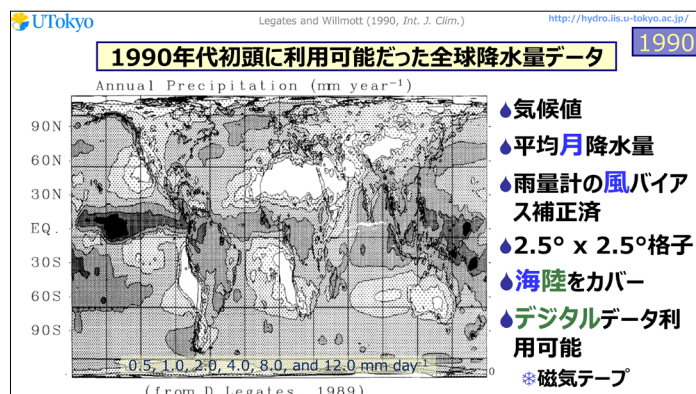 UTokyo
Legates and Willmott (1990, Int. J. Clim.)
http://hydro.iis.u-tokyo.ac.jp/
1990年代初頭に利用可能だった全球降水量データ
1990
Annual Precipitation (mm year⁻¹)
90N
60N
30N
EQ.
30S
60S
90S
0
0.5, 1.0, 2.0, 4.0, 8.0, and 12.0 mm day⁻¹
(from D. Legates, 1989)
気候値
平均月降水量
雨量計の風バイア
ス補正済
2.5° x 2.5°格子
海陸をカバー
デジタルデータ利
用可能
磁気テープ